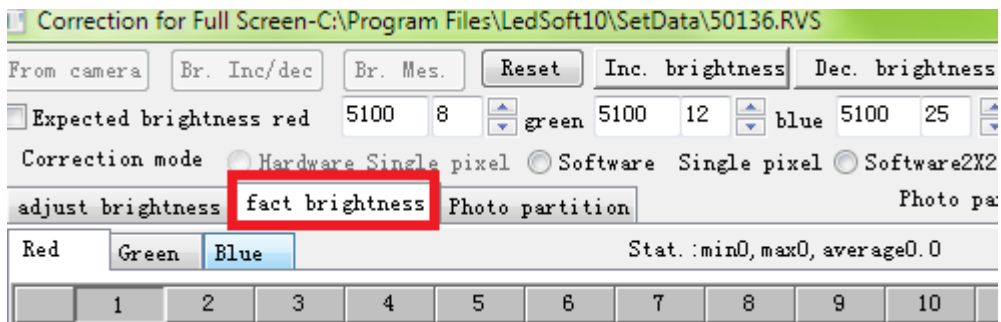 Correction for Full Screen-C:\Program Files\LedSoft10\SetData\50136.RVS
From camera Br. Inc/dec Br. Mes. Reset Inc. brightness Dec. brightness
Expected brightness red 5100 8 green 5100 12 blue 5100 25
Correction mode Hardware Single pixel Software Single pixel Software2X2
adjust brightness fact brightness Photo partition Photo pa
Red Green Blue Stat.:min0,max0,average0.0
1 2 3 4 5 6 7 8 9 10